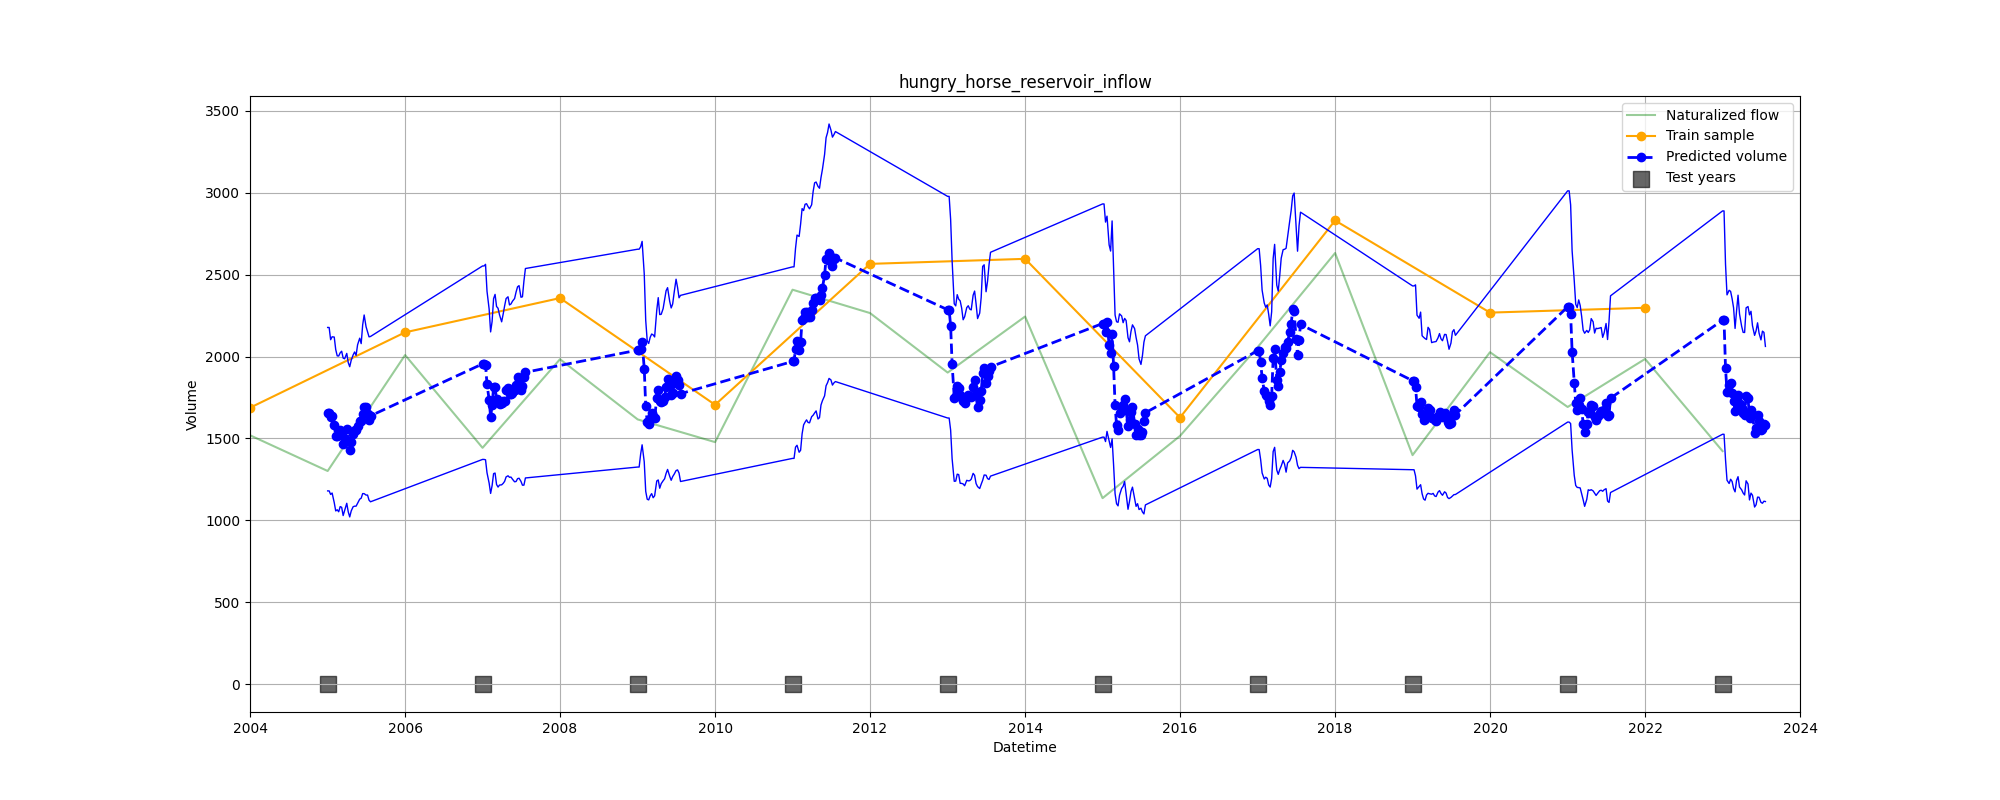 hungry_horse_reservoir_inflow
Volume
3500
3000
2500
2000
1500
1000
500
0
Naturalized flow
Train sample
Predicted volume
Test years
2004 2006 2008 2010 2012 2014 2016 2018 2020 2022 2024
Datetime